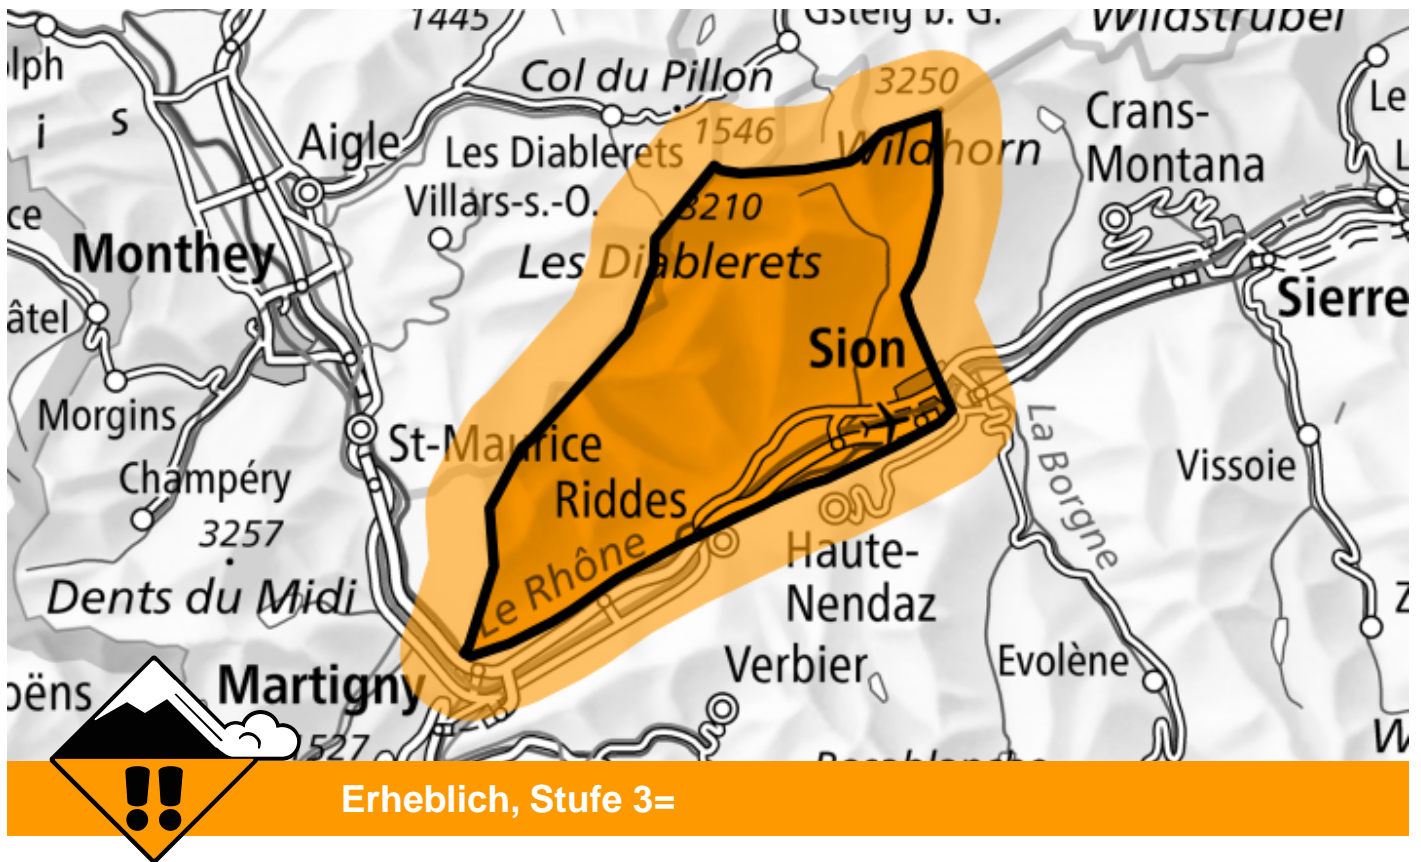 1445
Gsteig b. G.
Wildstrubel
Col du Pillon
3250
1546
Crans-
Montana
Aigle
Les Diablerets
Wildhorn
Villars-s.-O.
3210
Monthey
Les Diablerets
Sierre
Sion
Morgins
St-Maurice
Champéry
Riddes
La Borgne
Vissoie
3257
Le Rhône
Haute-
Nendaz
Dents du Midi
Verbier
Evolène
Martigny
Erheblich, Stufe 3=